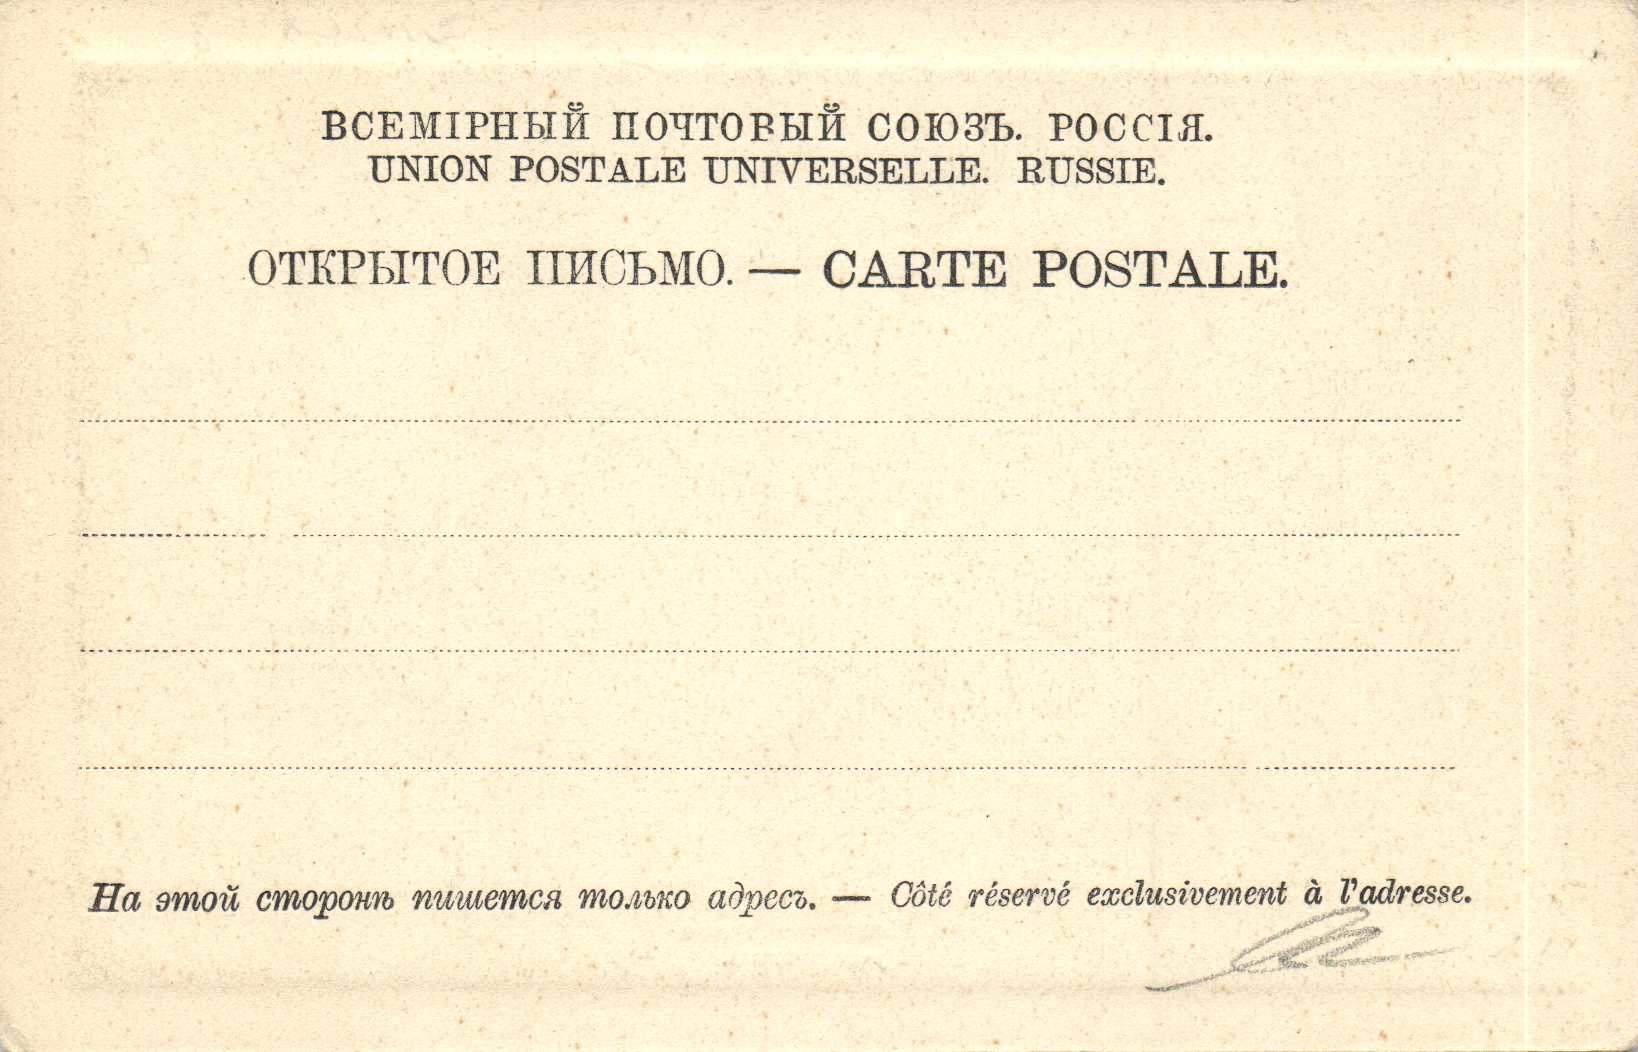 ВСЕМІРНЫЙ ПОЧТОВЫЙ СОЮЗЪ. РОССІЯ.
UNION POSTALE UNIVERSELLE. RUSSIE.
ОТКРЫТОЕ ПИСЬМО. — CARTE POSTALE.
На этой сторонѣ пишется только адресъ. — Côté réservé exclusivement à l'adresse.